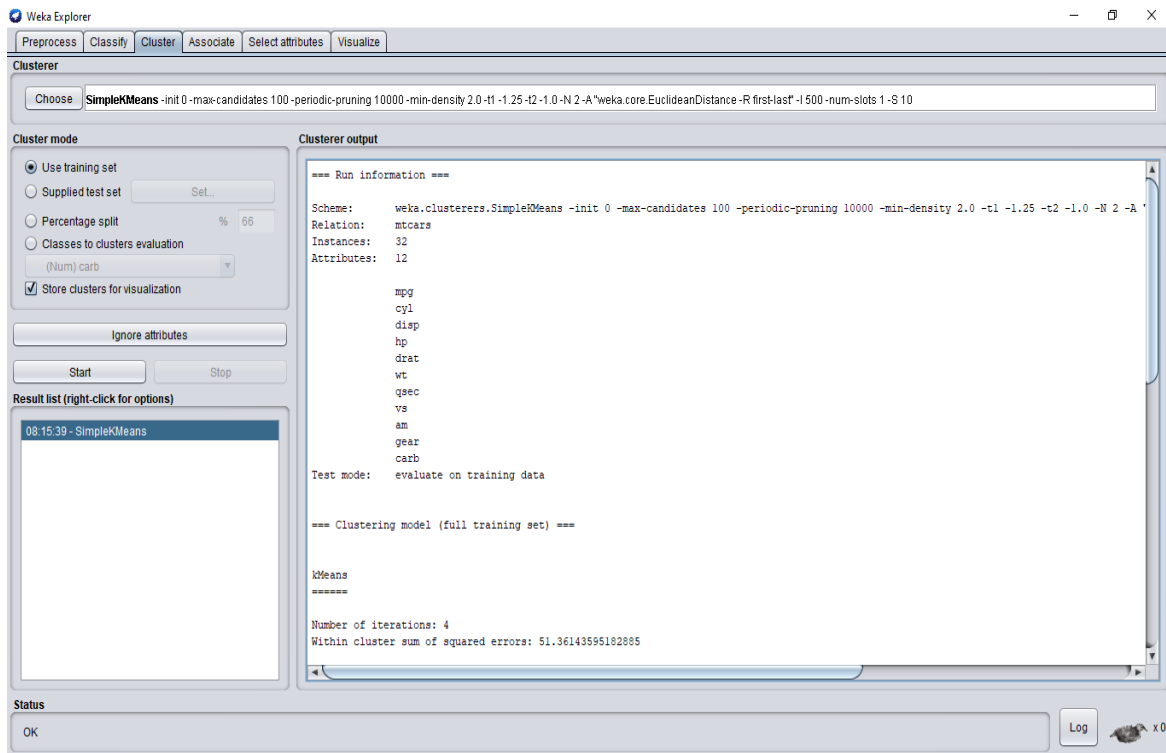 Weka Explorer
Preprocess Classify Cluster Associate Select attributes Visualize
Clusterer
Choose SimpleKMeans -init 0 -max-candidates 100 -periodic-pruning 10000 -min-density 2.0 -t1 -1.25 -t2 -1.0 -N 2 -A "weka.core.EuclideanDistance -R first-last" -I 500 -num-slots 1 -S 10
Cluster mode
Use training set
Supplied test set Set...
Percentage split % 66
Classes to clusters evaluation
(Num) carb
Store clusters for visualization
Ignore attributes
Start Stop
Result list (right-click for options)
08:15:39 - SimpleKMeans
Clusterer output
=== Run information ===
Scheme: weka.clusterers.SimpleKMeans -init 0 -max-candidates 100 -periodic-pruning 10000 -min-density 2.0 -t1 -1.25 -t2 -1.0 -N 2 -A "
Relation: mtcars
Instances: 32
Attributes: 12
mpg
cyl
disp
hp
drat
wt
qsec
vs
am
gear
carb
Test mode: evaluate on training data
=== Clustering model (full training set) ===
kMeans
======
Number of iterations: 4
Within cluster sum of squared errors: 51.36143595182885
Status
OK
Log x 0